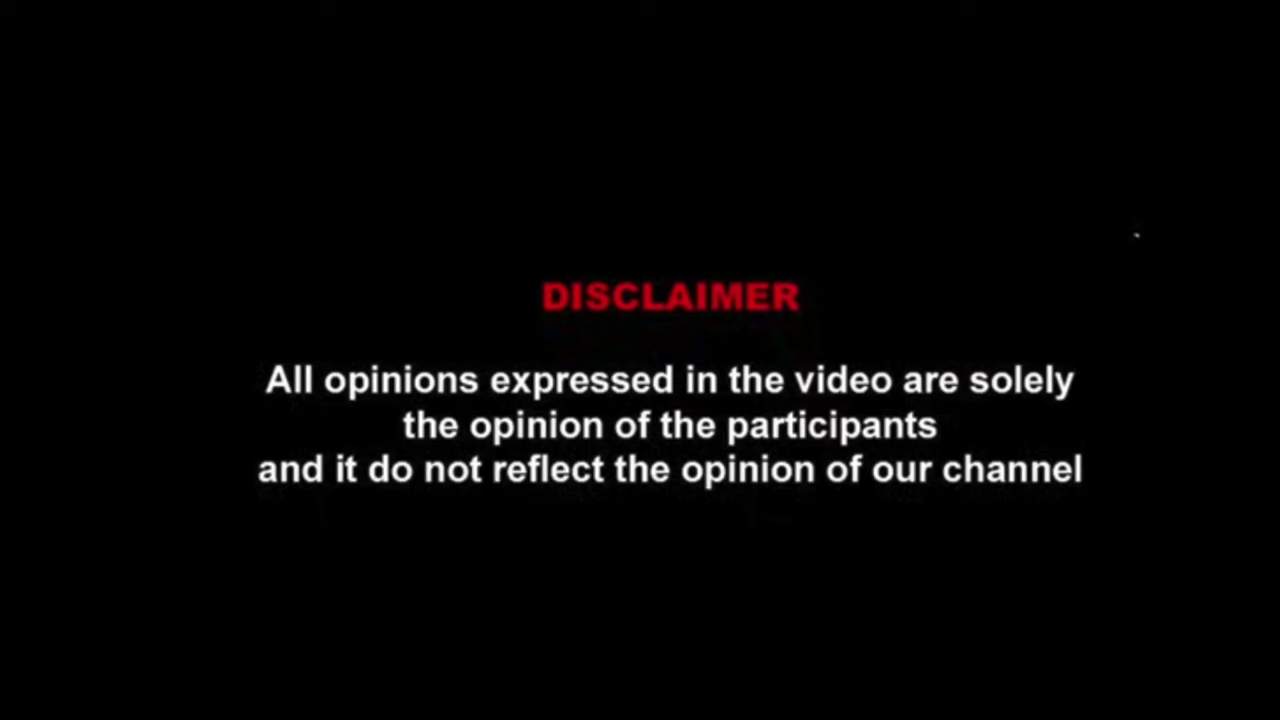 DISCLAIMER
All opinions expressed in the video are solely
the opinion of the participants
and it do not reflect the opinion of our channel